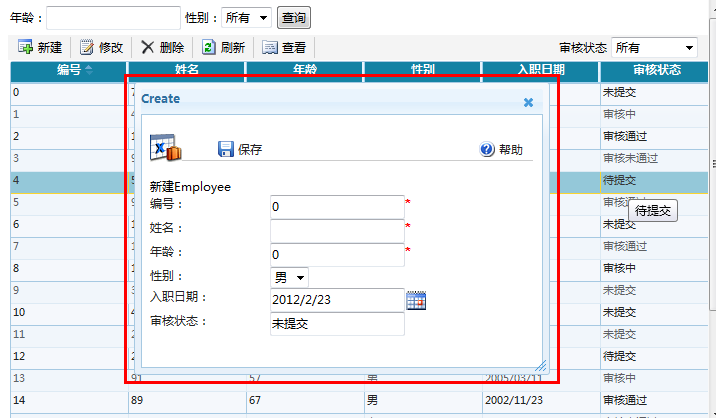 年龄： 性别： 所有 查询
新建 修改 删除 刷新 查看 审核状态 所有
编号 姓名 年龄 性别 入职日期 审核状态
0 未提交
1 审核中
2 审核通过
3 审核未通过
4 待提交
5 审核通过
待提交
6 未提交
7 审核通过
8 审核中
9 未提交
10 未提交
11 未提交
12 待提交
13 91 57 男 2005/03/11 审核中
14 89 67 男 2002/11/23 审核通过
Create
保存 帮助
新建Employee
编号： 0 *
姓名： *
年龄： 0 *
性别： 男
入职日期： 2012/2/23
审核状态： 未提交